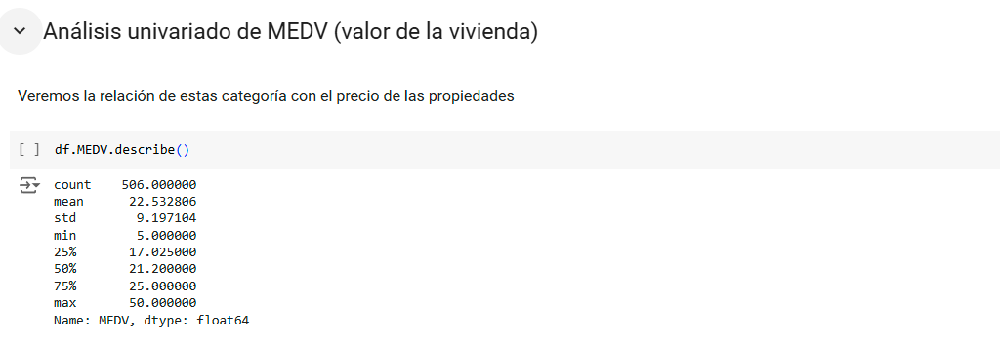 Análisis univariado de MEDV (valor de la vivienda)
Veremos la relación de estas categoría con el precio de las propiedades
[ ] df.MEDV.describe()
count    506.000000
mean      22.532806
std        9.197104
min        5.000000
25%       17.025000
50%       21.200000
75%       25.000000
max       50.000000
Name: MEDV, dtype: float64